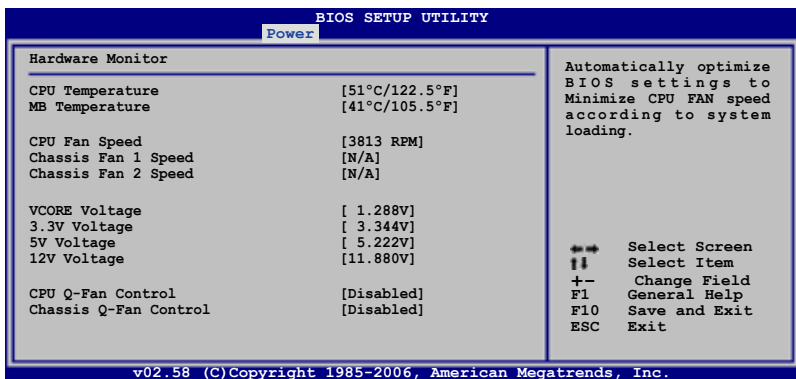 BIOS SETUP UTILITY
Power
Hardware Monitor
CPU Temperature [51°C/122.5°F]
MB Temperature [41°C/105.5°F]
CPU Fan Speed [3813 RPM]
Chassis Fan 1 Speed [N/A]
Chassis Fan 2 Speed [N/A]
VCORE Voltage [ 1.288V]
3.3V Voltage [ 3.344V]
5V Voltage [ 5.222V]
12V Voltage [11.880V]
CPU Q-Fan Control [Disabled]
Chassis Q-Fan Control [Disabled]
Automatically optimize
BIOS settings to
Minimize CPU FAN speed
according to system
loading.
←→ Select Screen
↑↓ Select Item
+- Change Field
F1 General Help
F10 Save and Exit
ESC Exit
v02.58 (C)Copyright 1985-2006, American Megatrends, Inc.